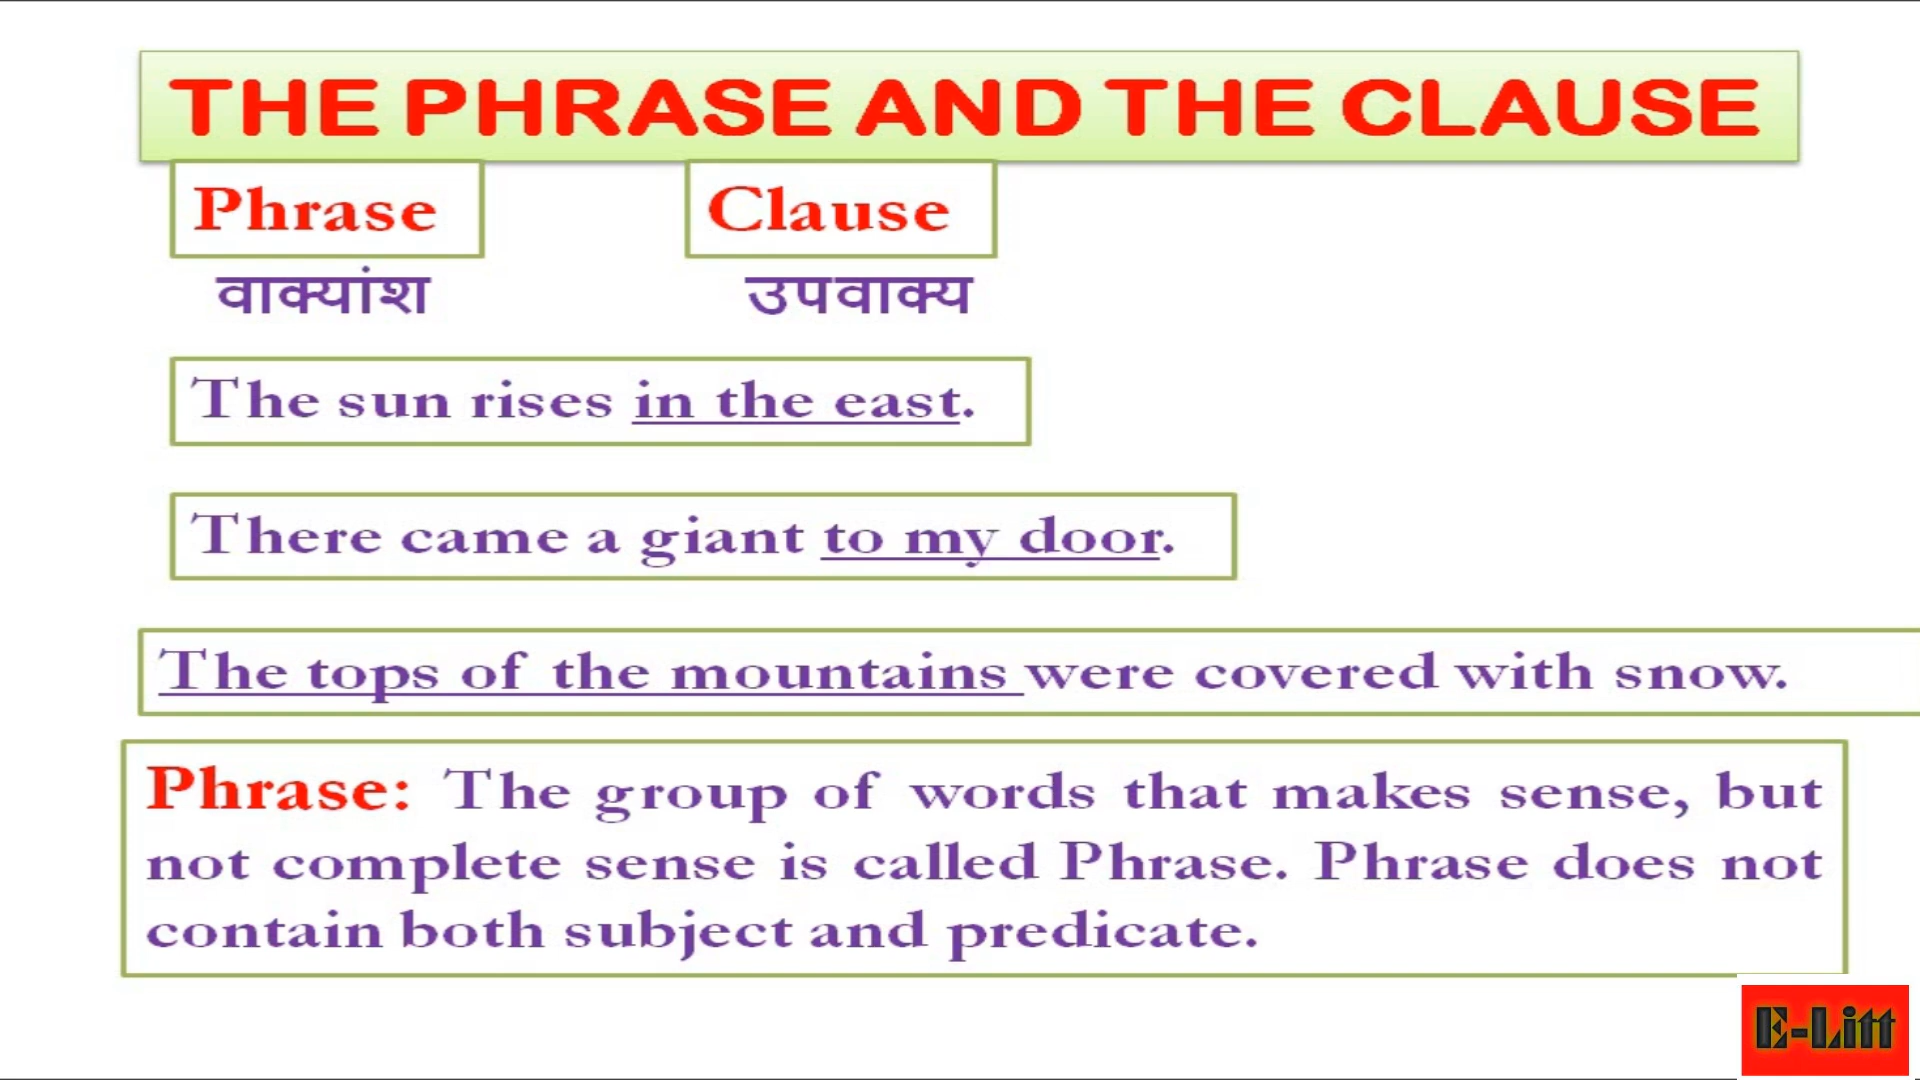 THE PHRASE AND THE CLAUSE
Phrase Clause
वाक्यांश उपवाक्य
The sun rises in the east.
There came a giant to my door.
The tops of the mountains were covered with snow.
Phrase: The group of words that makes sense, but
not complete sense is called Phrase. Phrase does not
contain both subject and predicate.
E-Litt